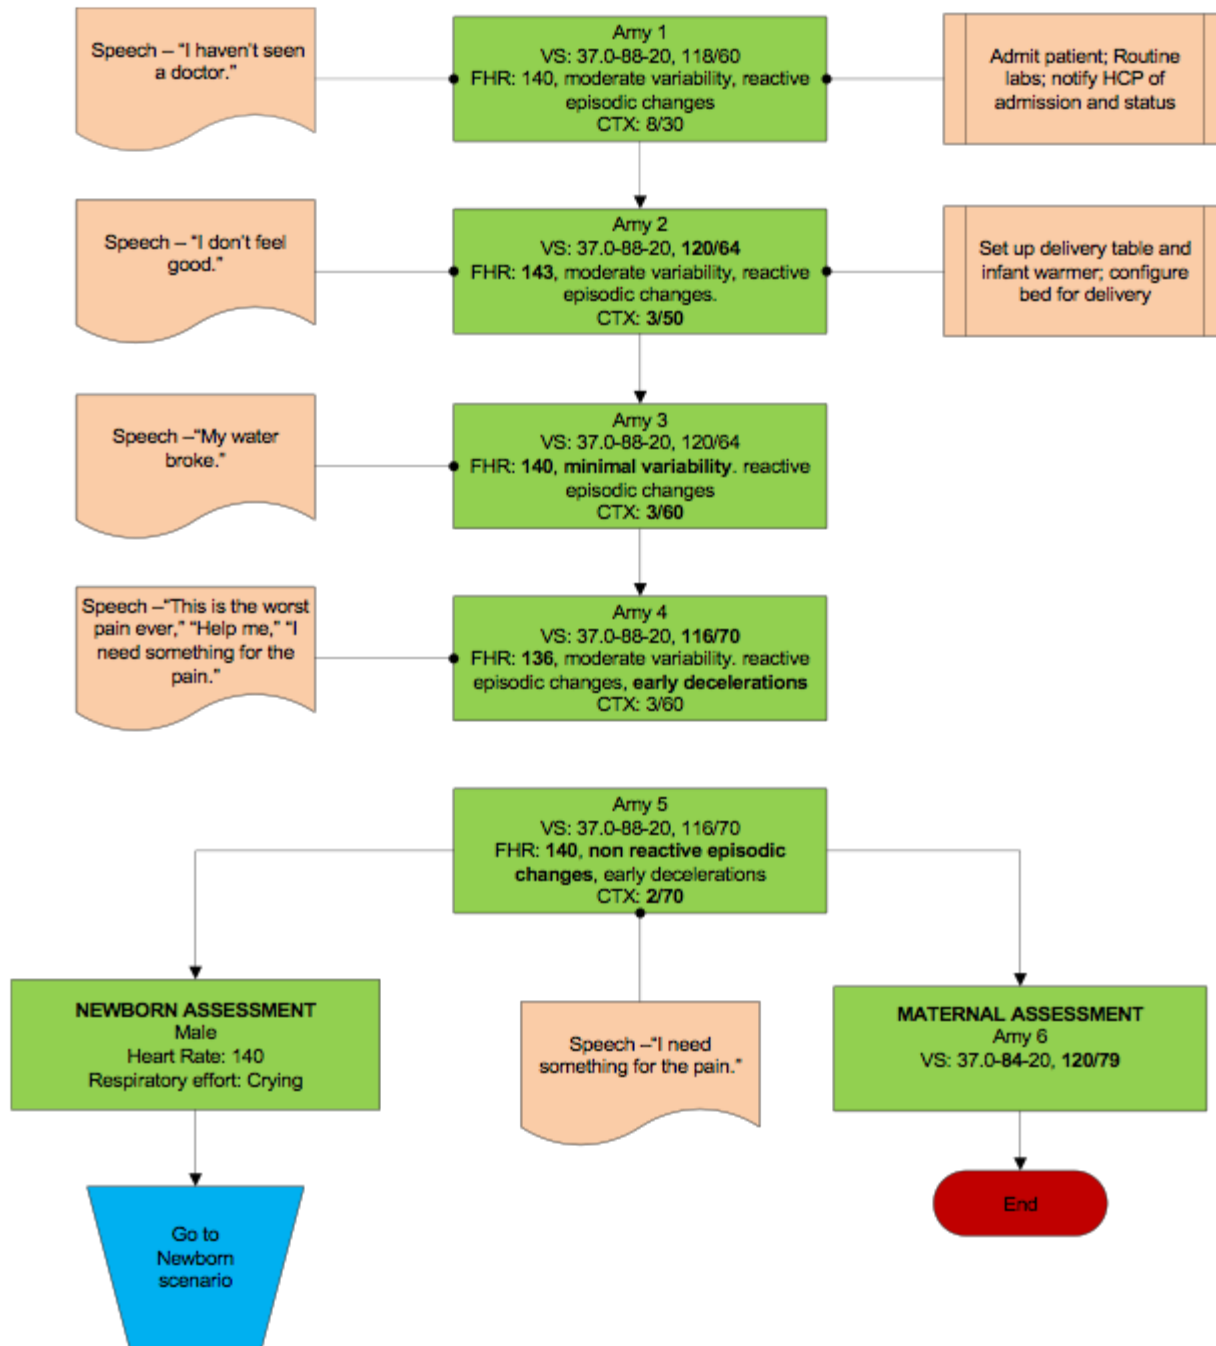 Speech – “I haven't seen
a doctor.”
Amy 1
VS: 37.0-88-20, 118/60
FHR: 140, moderate variability, reactive
episodic changes
CTX: 8/30
Admit patient; Routine
labs; notify HCP of
admission and status
Speech – “I don't feel
good.”
Amy 2
VS: 37.0-88-20, 120/64
FHR: 143, moderate variability, reactive
episodic changes.
CTX: 3/50
Set up delivery table and
infant warmer; configure
bed for delivery
Speech –“My water
broke.”
Amy 3
VS: 37.0-88-20, 120/64
FHR: 140, minimal variability. reactive
episodic changes
CTX: 3/60
Speech –“This is the worst
pain ever,” “Help me,” “I
need something for the
pain.”
Amy 4
VS: 37.0-88-20, 116/70
FHR: 136, moderate variability. reactive
episodic changes, early decelerations
CTX: 3/60
Amy 5
VS: 37.0-88-20, 116/70
FHR: 140, non reactive episodic
changes, early decelerations
CTX: 2/70
NEWBORN ASSESSMENT
Male
Heart Rate: 140
Respiratory effort: Crying
Speech –“I need
something for the pain.”
MATERNAL ASSESSMENT
Amy 6
VS: 37.0-84-20, 120/79
Go to
Newborn
scenario
End